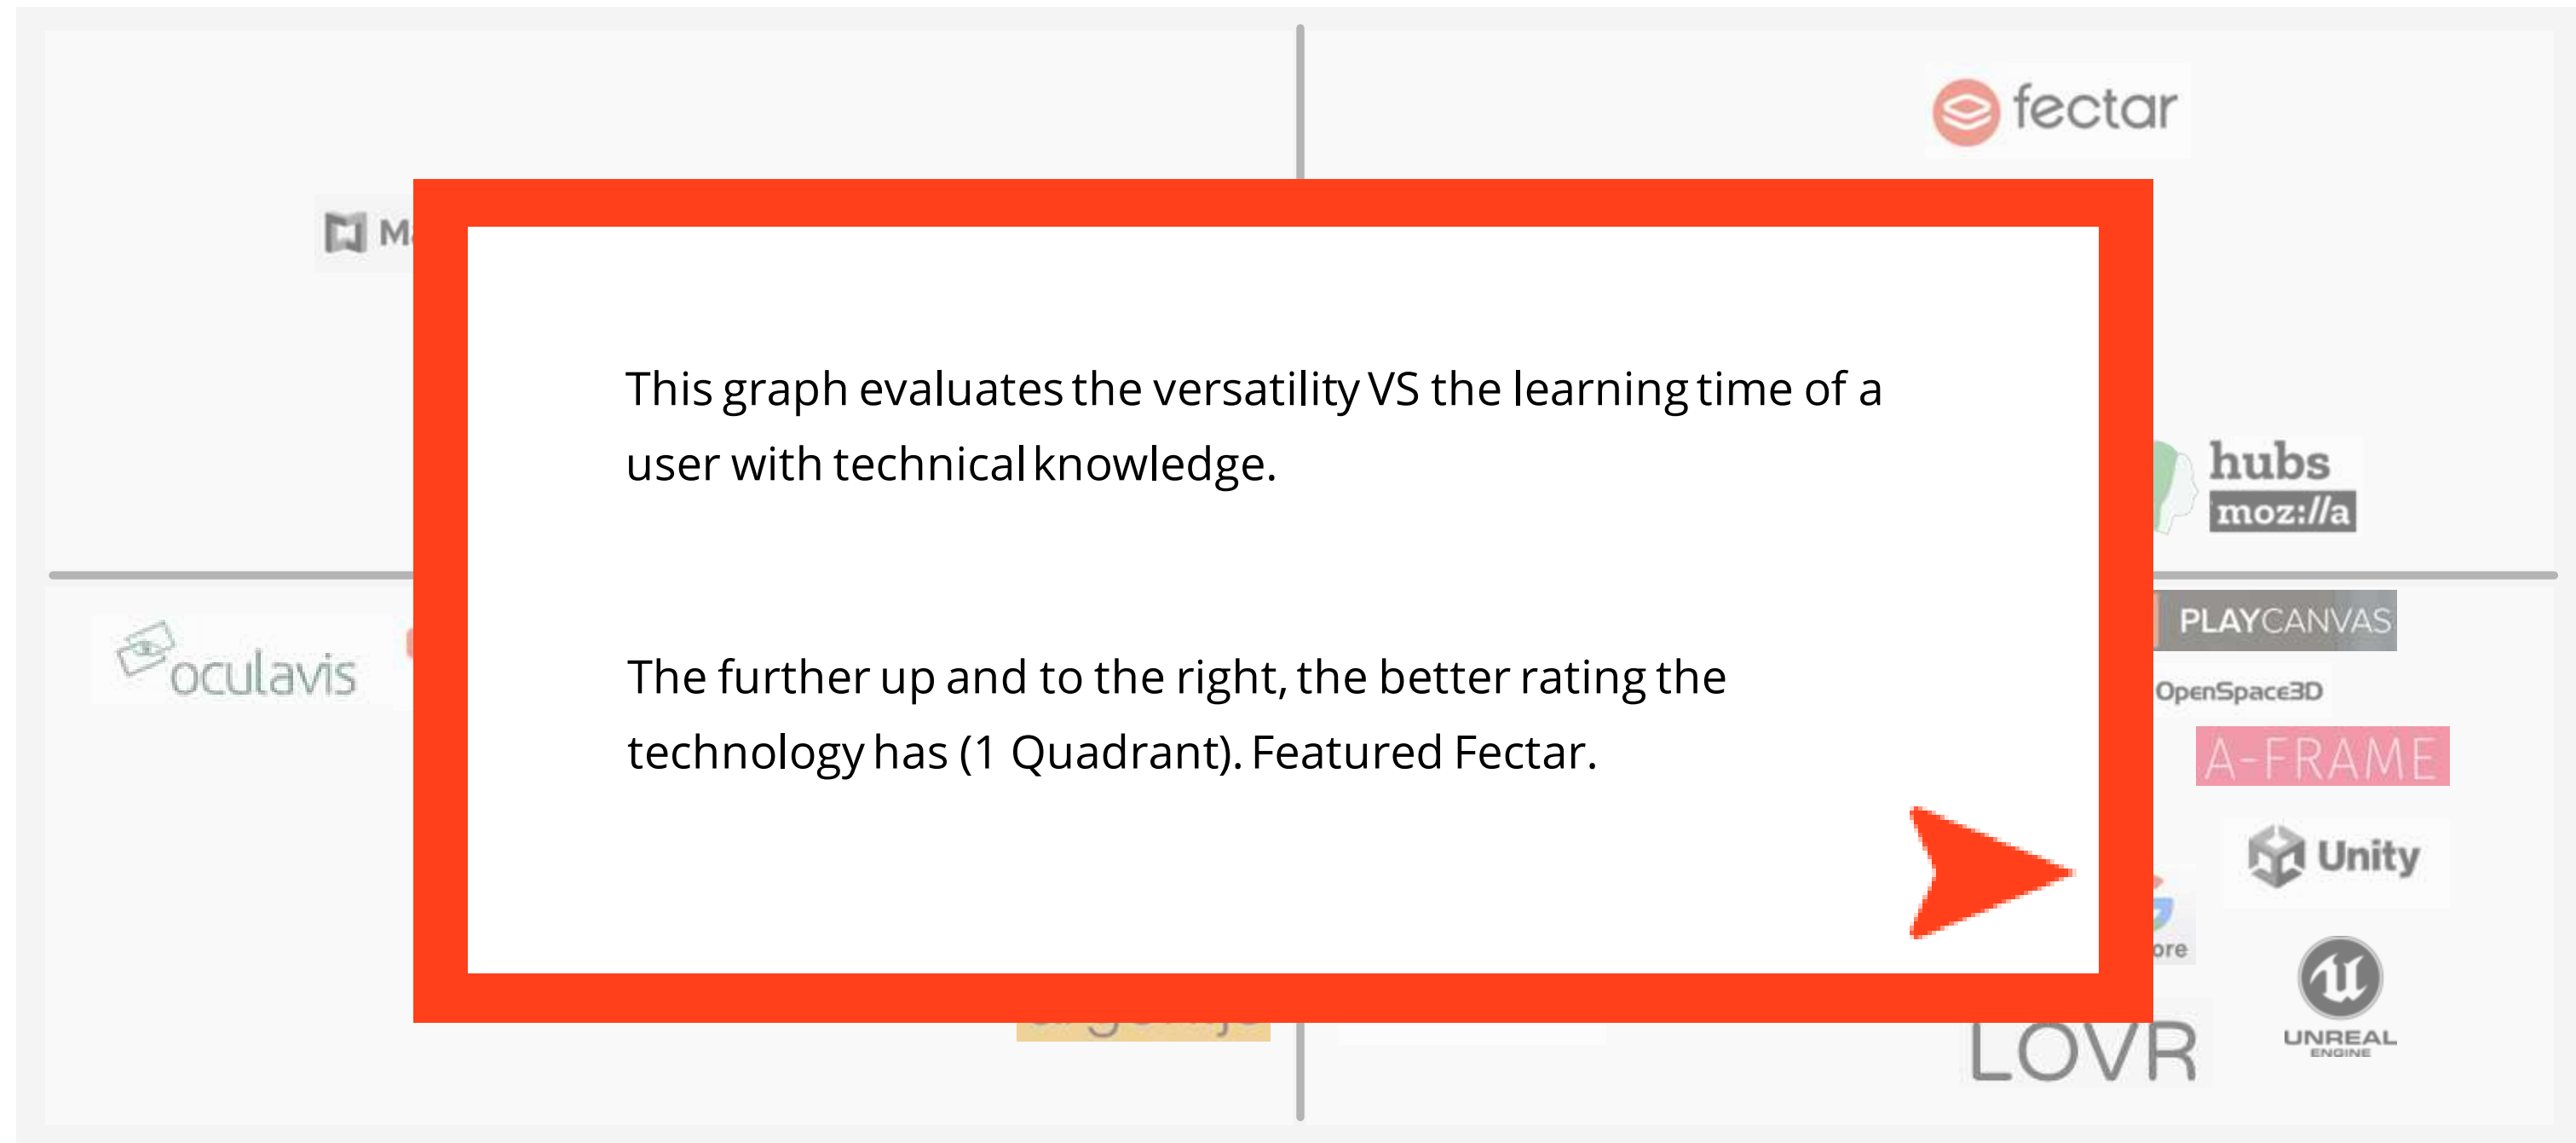 fectar
This graph evaluates the versatility VS the learning time of a
user with technical knowledge.
hubs
moz://a
The further up and to the right, the better rating the
technology has (1 Quadrant). Featured Fectar.
oculavis
PLAYCANVAS
OpenSpace3D
A-FRAME
Unity
UNREAL
ENGINE
LOVR